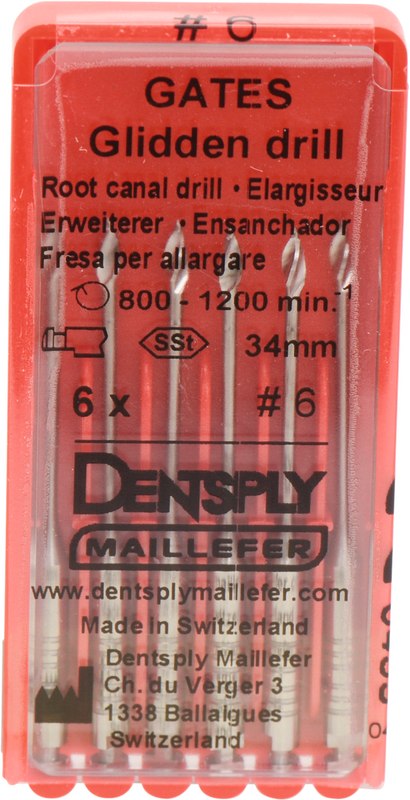 # 6
GATES
Glidden drill
Root canal drill · Elargisseur
Erweiterer · Ensanchador
Fresa per allargare
800 - 1200 min.-1
SSt 34mm
6 x # 6
DENTSPLY
MAILLEFER
www.dentsplymaillefer.com
Made in Switzerland
Dentsply Maillefer
Ch. du Verger 3
1338 Ballaigues
Switzerland